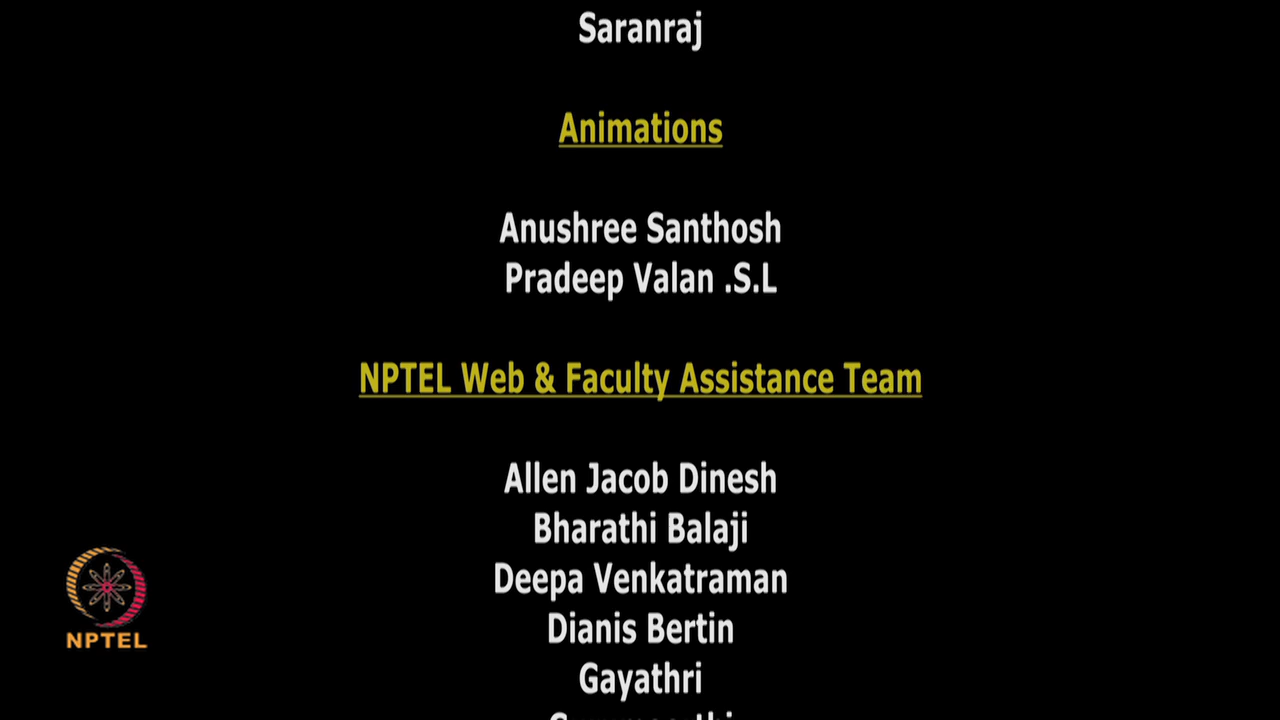 Saranraj
Animations
Anushree Santhosh
Pradeep Valan .S.L
NPTEL Web & Faculty Assistance Team
Allen Jacob Dinesh
Bharathi Balaji
Deepa Venkatraman
Dianis Bertin
Gayathri
NPTEL